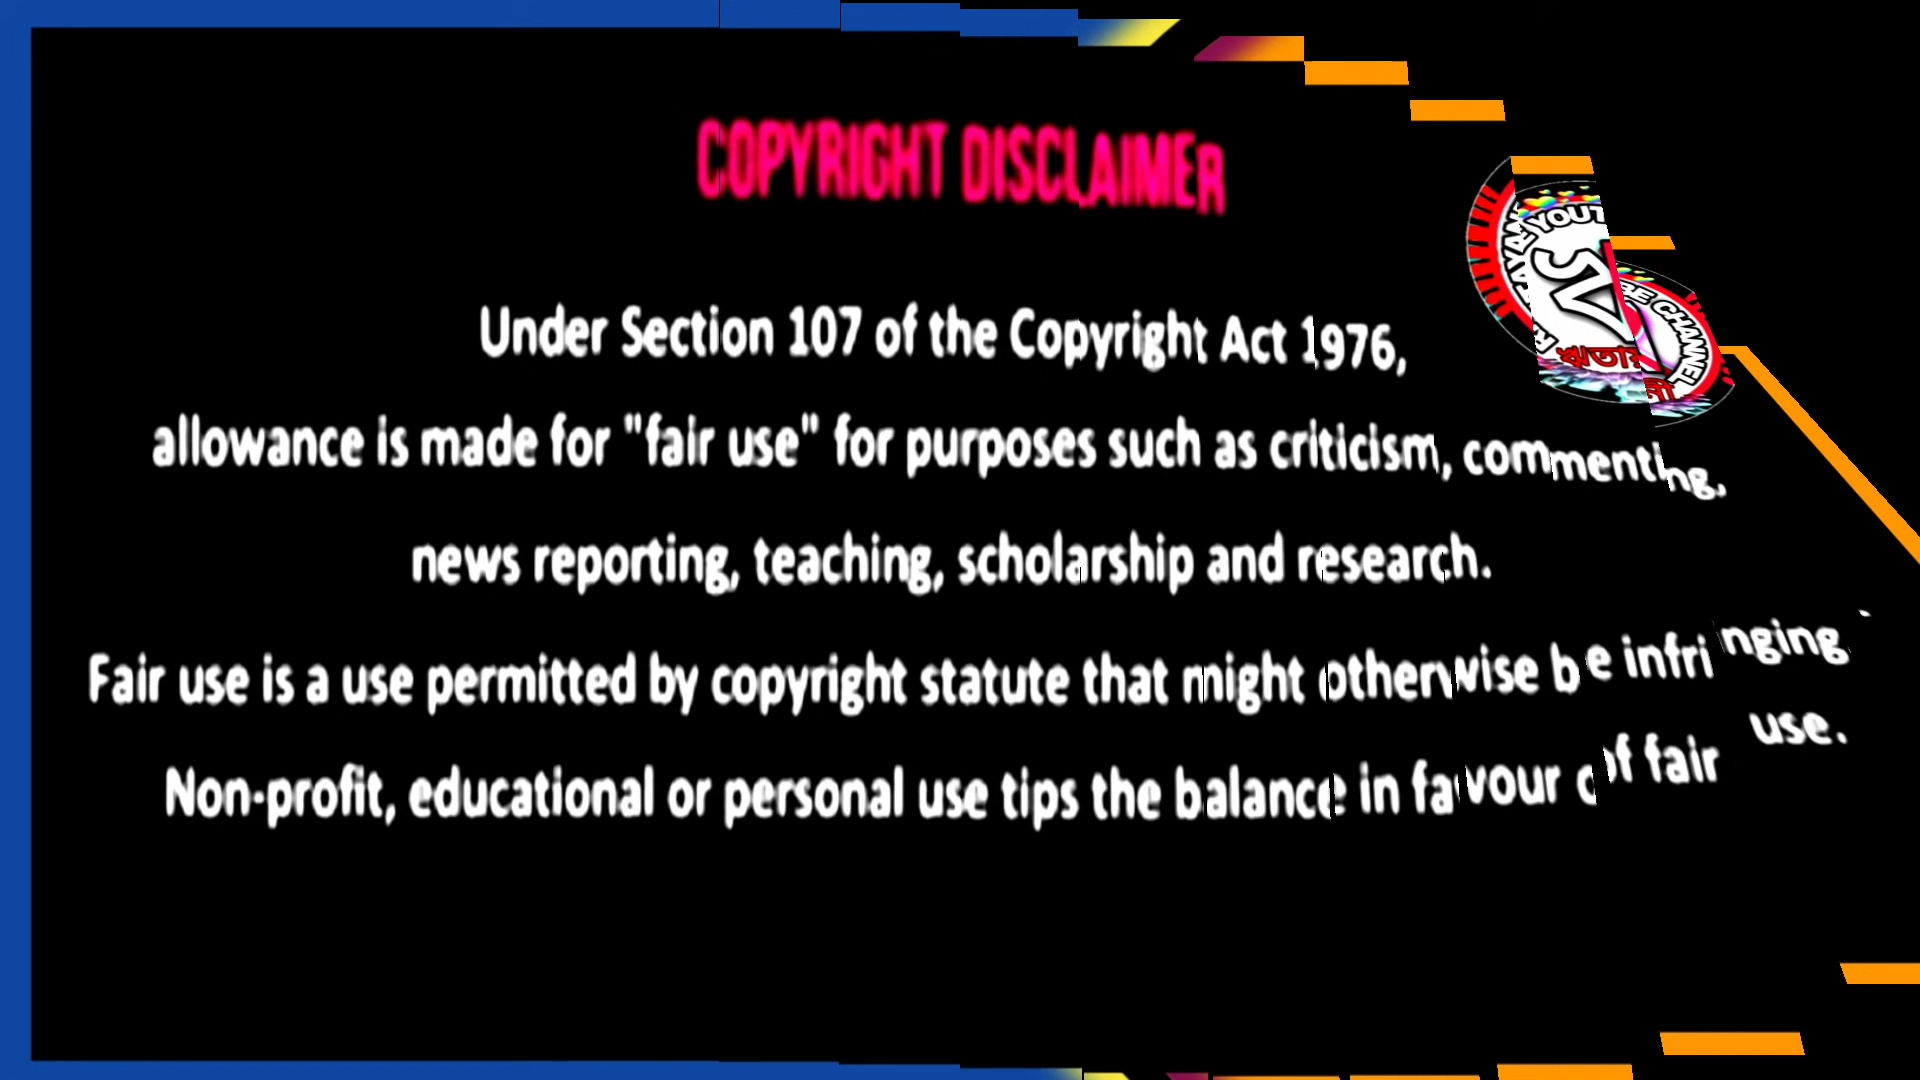 COPYRIGHT DISCLAIMER
Under Section 107 of the Copyright Act 1976,
allowance is made for "fair use" for purposes such as criticism, commenting,
news reporting, teaching, scholarship and research.
Fair use is a use permitted by copyright statute that might otherwise be infringing.
Non-profit, educational or personal use tips the balance in favour of fair use.
YOUTUBE CHANNEL